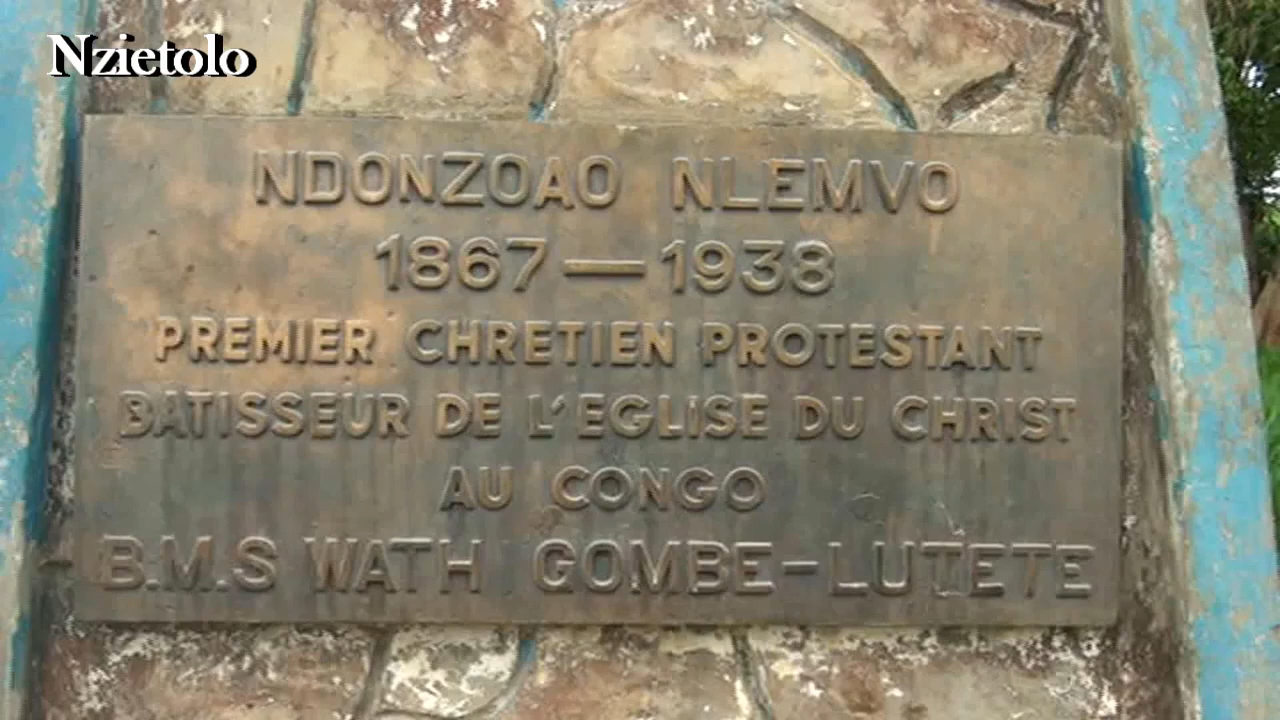 Nzietolo
NDONZOAO NLEMVO
1867—1938
PREMIER CHRETIEN PROTESTANT
BATISSEUR DE L'EGLISE DU CHRIST
AU CONGO
B.M.S WATH GOMBE-LUTETE